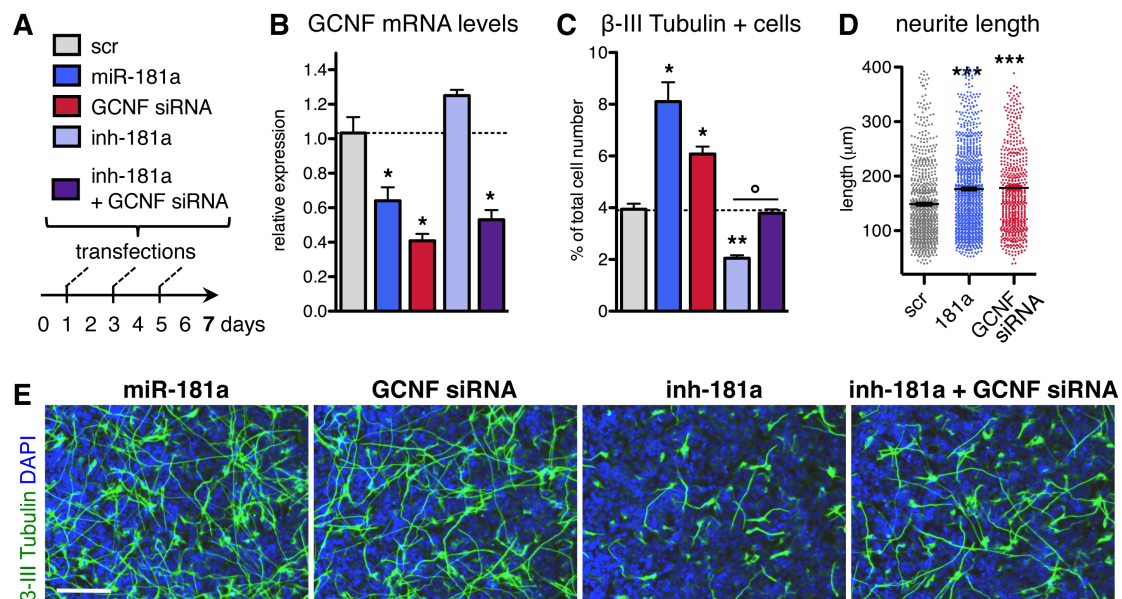 A
scr
miR-181a
GCNF siRNA
inh-181a
inh-181a
+ GCNF siRNA
transfections
0 1 2 3 4 5 6 7 days
B GCNF mRNA levels
relative expression
1.4
1.2
1.0
0.8
0.6
0.4
0.2
0.0
*
*
*
C β-III Tubulin + cells
% of total cell number
10
8
6
4
2
0
*
*
**
D neurite length
length (µm)
400
300
200
100
***
***
scr
181a
GCNF
siRNA
E
miR-181a GCNF siRNA inh-181a inh-181a + GCNF siRNA
β-III Tubulin DAPI